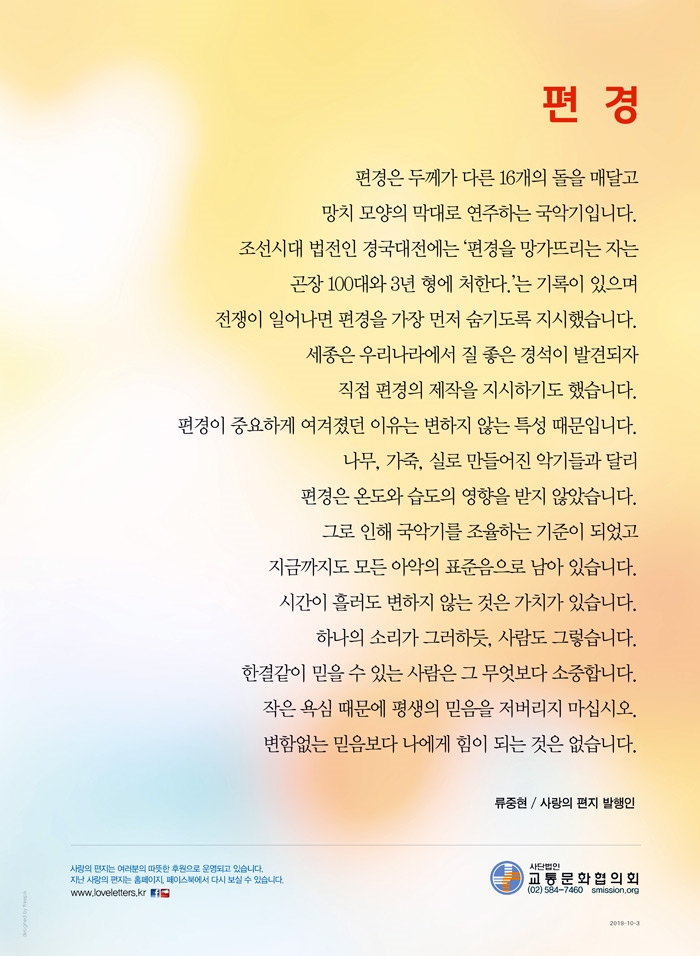 편 경
편경은 두께가 다른 16개의 돌을 매달고
망치 모양의 막대로 연주하는 국악기입니다.
조선시대 법전인 경국대전에는 '편경을 망가뜨리는 자는
곤장 100대와 3년 형에 처한다.'는 기록이 있으며
전쟁이 일어나면 편경을 가장 먼저 숨기도록 지시했습니다.
세종은 우리나라에서 질 좋은 경석이 발견되자
직접 편경의 제작을 지시하기도 했습니다.
편경이 중요하게 여겨졌던 이유는 변하지 않는 특성 때문입니다.
나무, 가죽, 실로 만들어진 악기들과 달리
편경은 온도와 습도의 영향을 받지 않았습니다.
그로 인해 국악기를 조율하는 기준이 되었고
지금까지도 모든 아악의 표준음으로 남아 있습니다.
시간이 흘러도 변하지 않는 것은 가치가 있습니다.
하나의 소리가 그러하듯, 사람도 그렇습니다.
한결같이 믿을 수 있는 사람은 그 무엇보다 소중합니다.
작은 욕심 때문에 평생의 믿음을 저버리지 마십시오.
변함없는 믿음보다 나에게 힘이 되는 것은 없습니다.
류중현 / 사랑의 편지 발행인
사랑의 편지는 여러분의 따뜻한 후원으로 운영되고 있습니다.
지난 사랑의 편지는 홈페이지, 페이스북에서 다시 보실 수 있습니다.
www.loveletters.kr
사단법인
교통문화협의회
(02) 584-7460 smission.org
2019-10-3
designed by freepik